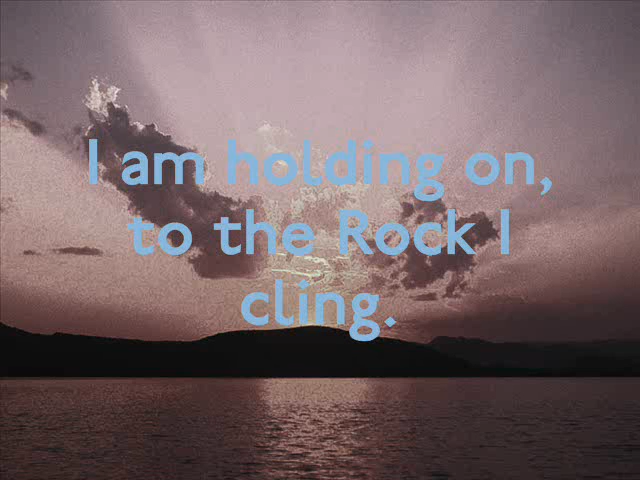 I am holding on,
to the Rock I
cling.